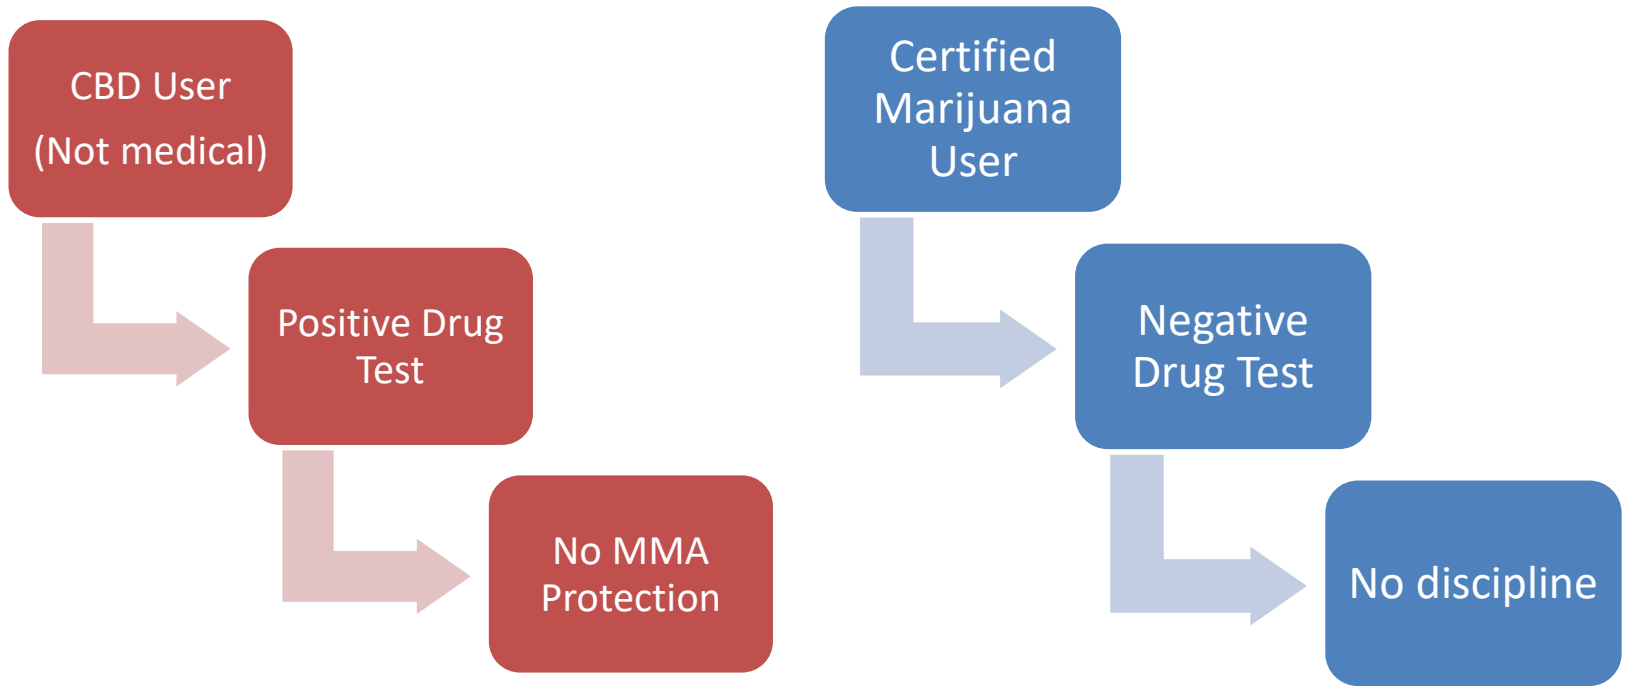 CBD User
(Not medical)
Positive Drug
Test
No MMA
Protection
Certified
Marijuana
User
Negative
Drug Test
No discipline